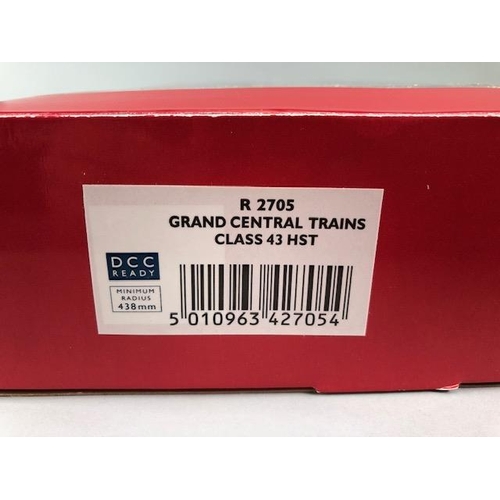 R 2705
GRAND CENTRAL TRAINS
CLASS 43 HST
DCC
READY
MINIMUM
RADIUS
438mm
5 010963 427054